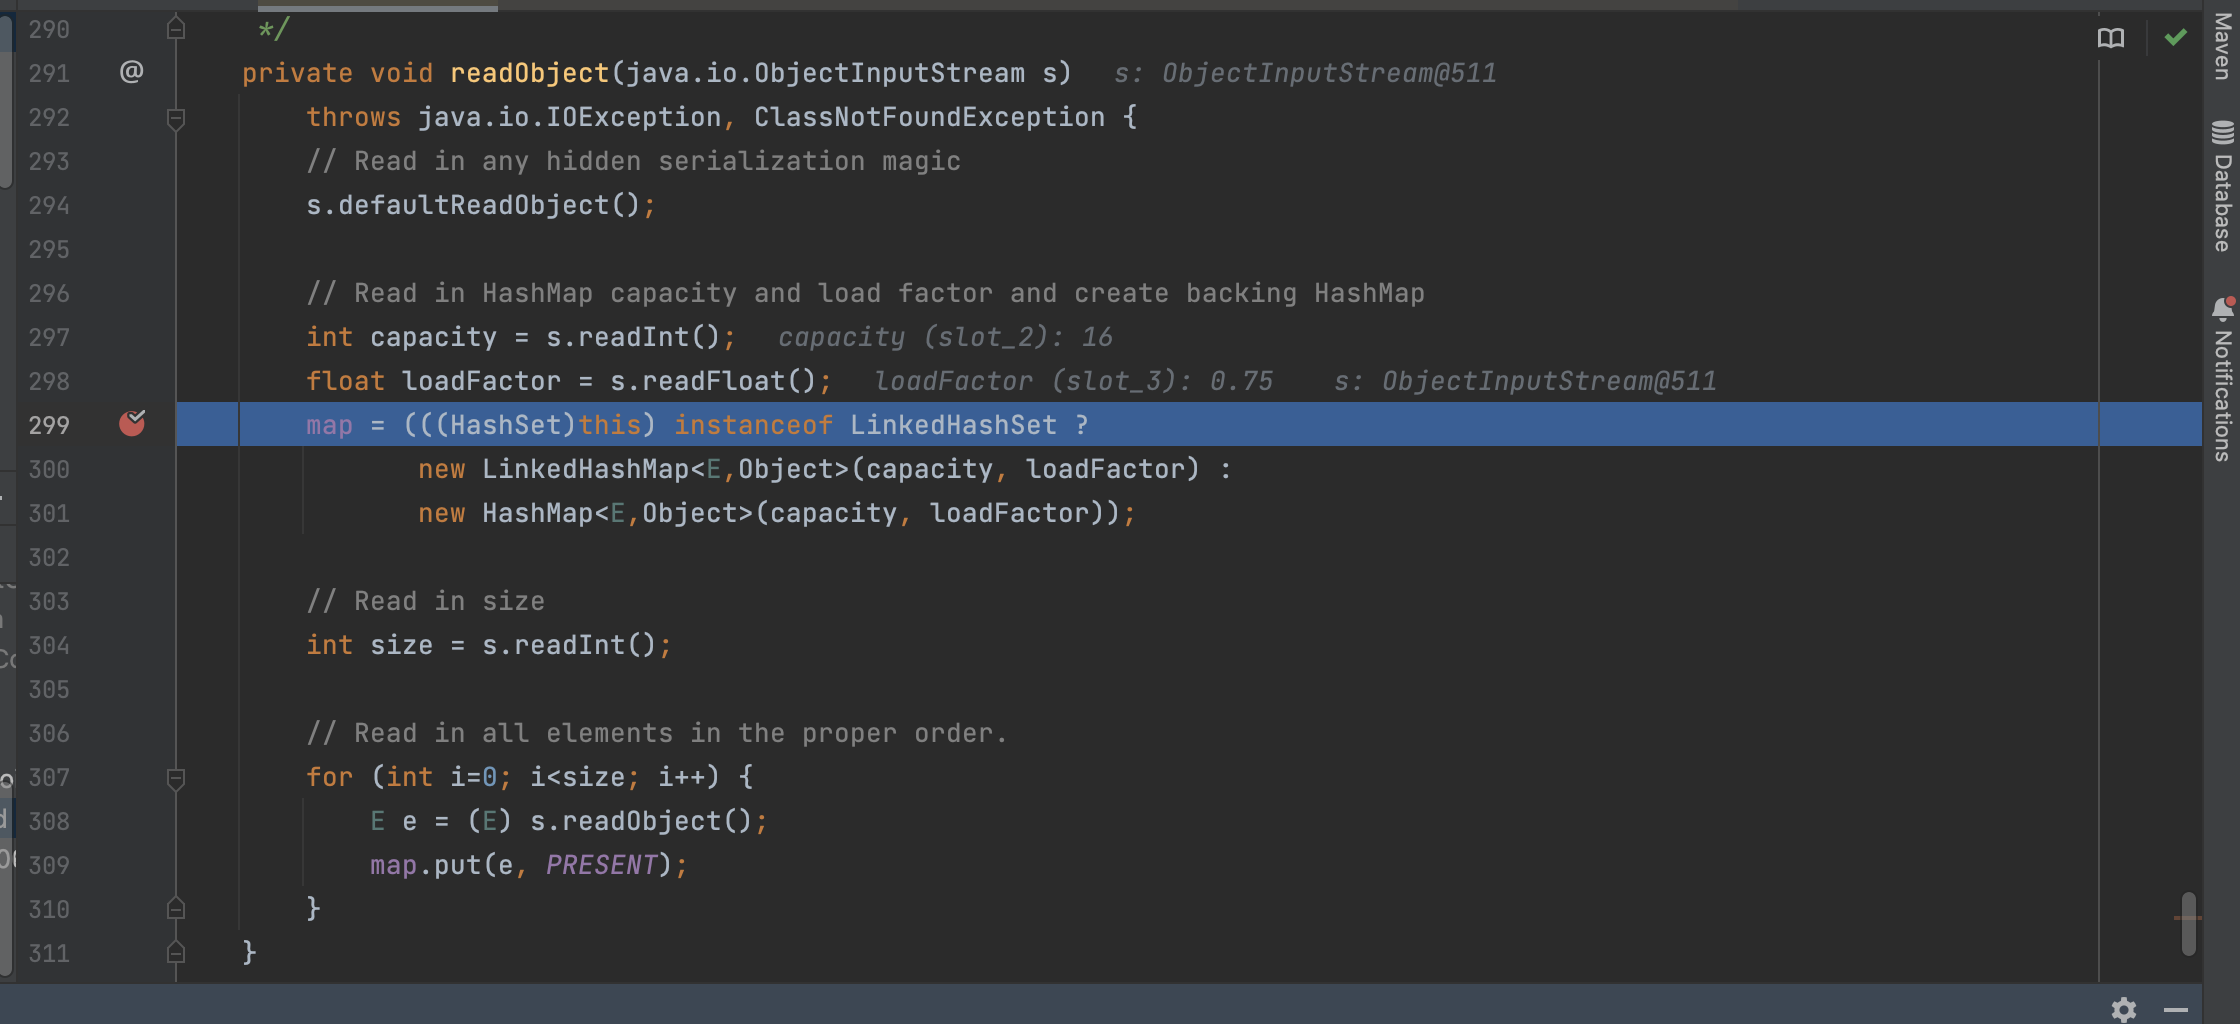 290 */
291 @ private void readObject(java.io.ObjectInputStream s) s: ObjectInputStream@511
292 throws java.io.IOException, ClassNotFoundException {
293 // Read in any hidden serialization magic
294 s.defaultReadObject();
295
296 // Read in HashMap capacity and load factor and create backing HashMap
297 int capacity = s.readInt(); capacity (slot_2): 16
298 float loadFactor = s.readFloat(); loadFactor (slot_3): 0.75 s: ObjectInputStream@511
299 map = (((HashSet)this) instanceof LinkedHashSet ?
300 new LinkedHashMap<E,Object>(capacity, loadFactor) :
301 new HashMap<E,Object>(capacity, loadFactor));
302
303 // Read in size
304 int size = s.readInt();
305
306 // Read in all elements in the proper order.
307 for (int i=0; i<size; i++) {
308 E e = (E) s.readObject();
309 map.put(e, PRESENT);
310 }
311 }
Maven
Database
Notifications